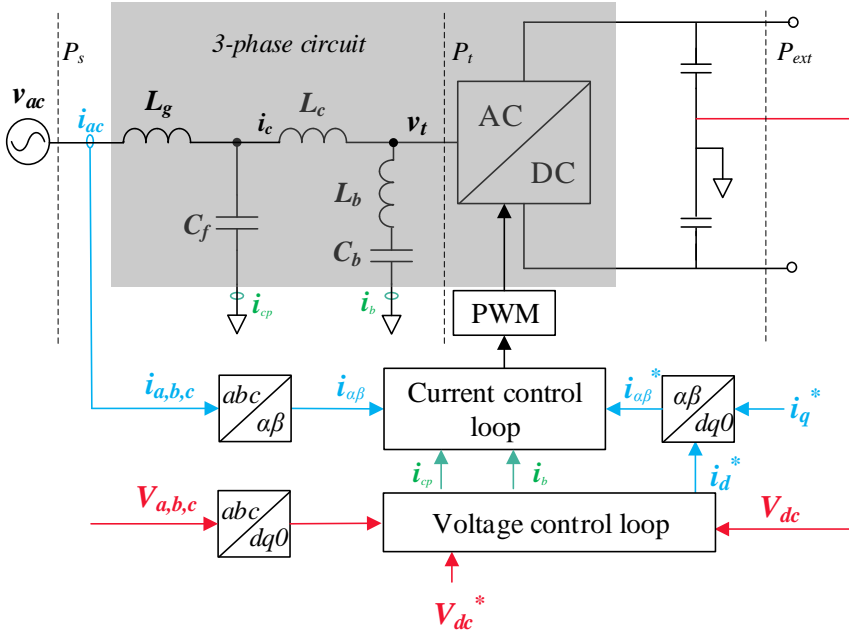 3-phase circuit
P_s
P_t
P_ext
v_ac
i_ac
L_g
i_c
L_c
v_t
AC
DC
L_b
C_f
C_b
i_cp
i_b
PWM
i_a,b,c
abc
αβ
i_αβ
Current control
loop
i_αβ*
αβ
dq0
i_q*
i_cp
i_b
i_d*
V_a,b,c
abc
dq0
Voltage control loop
V_dc
V_dc*